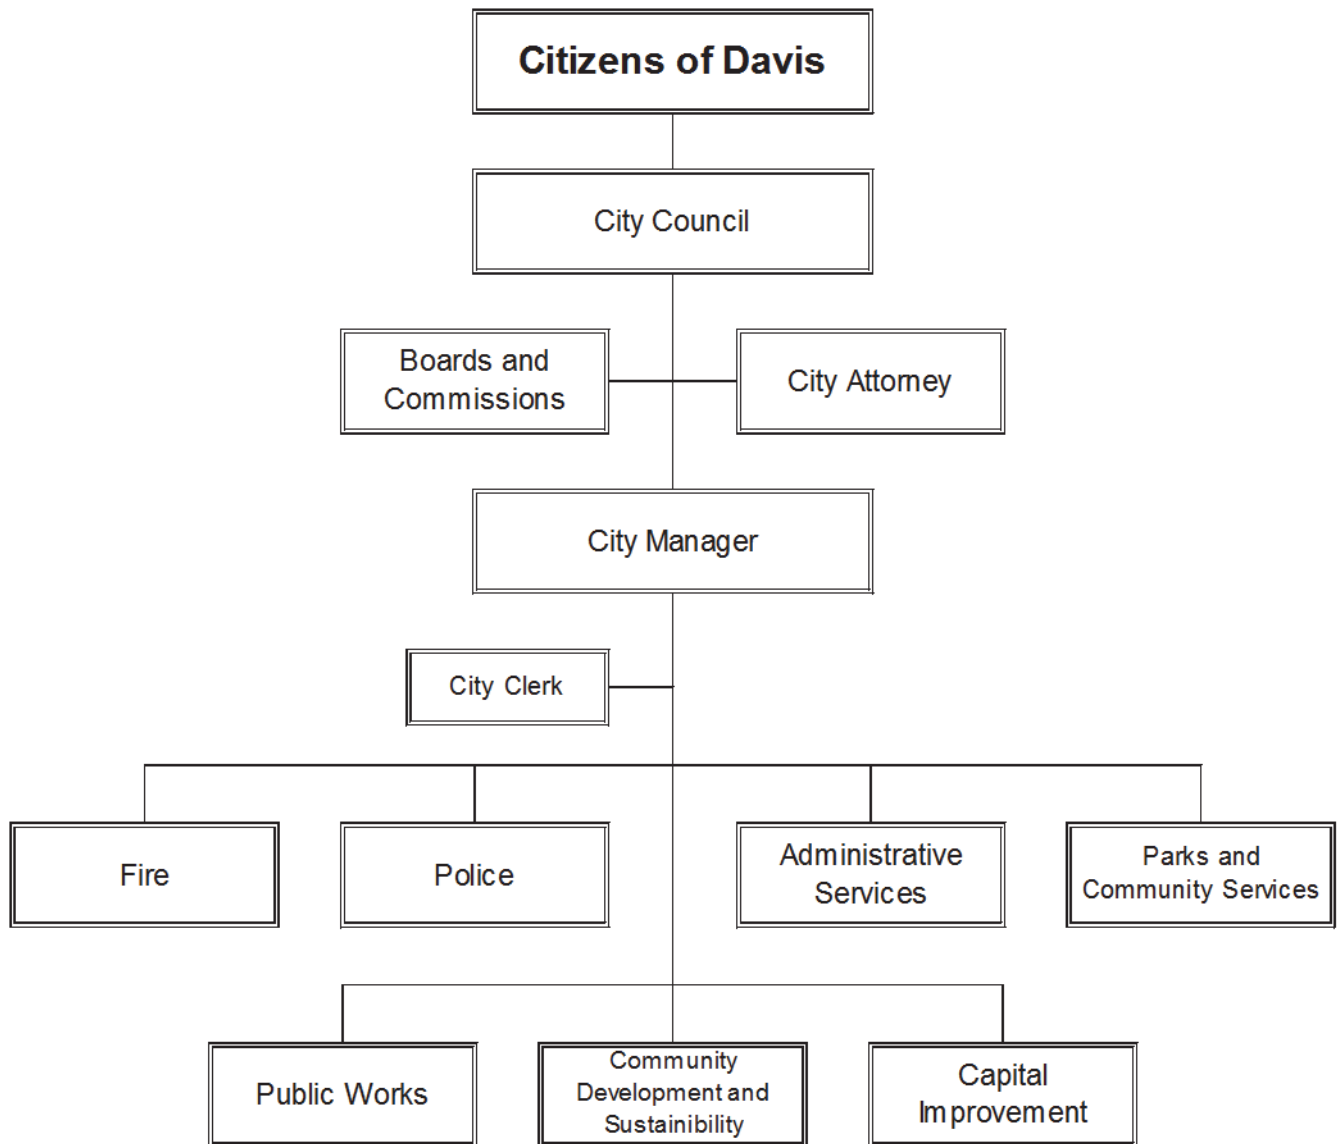 Citizens of Davis
City Council
Boards and
Commissions
City Attorney
City Manager
City Clerk
Fire
Police
Administrative
Services
Parks and
Community Services
Public Works
Community
Development and
Sustainibility
Capital
Improvement